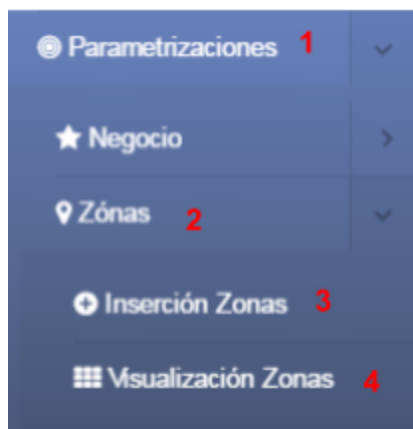 Parametrizaciones 1
Negocio
Zónas 2
Inserción Zonas 3
Visualización Zonas 4